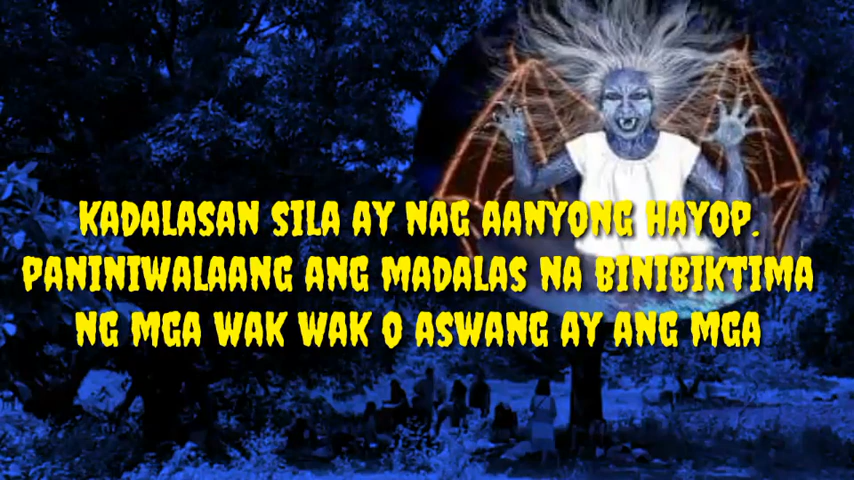 KADALASAN SILA AY NAG AANYONG HAYOP.
PANINIWALAANG ANG MADALAS NA BINIBIKTIMA
NG MGA WAK WAK O ASWANG AY ANG MGA